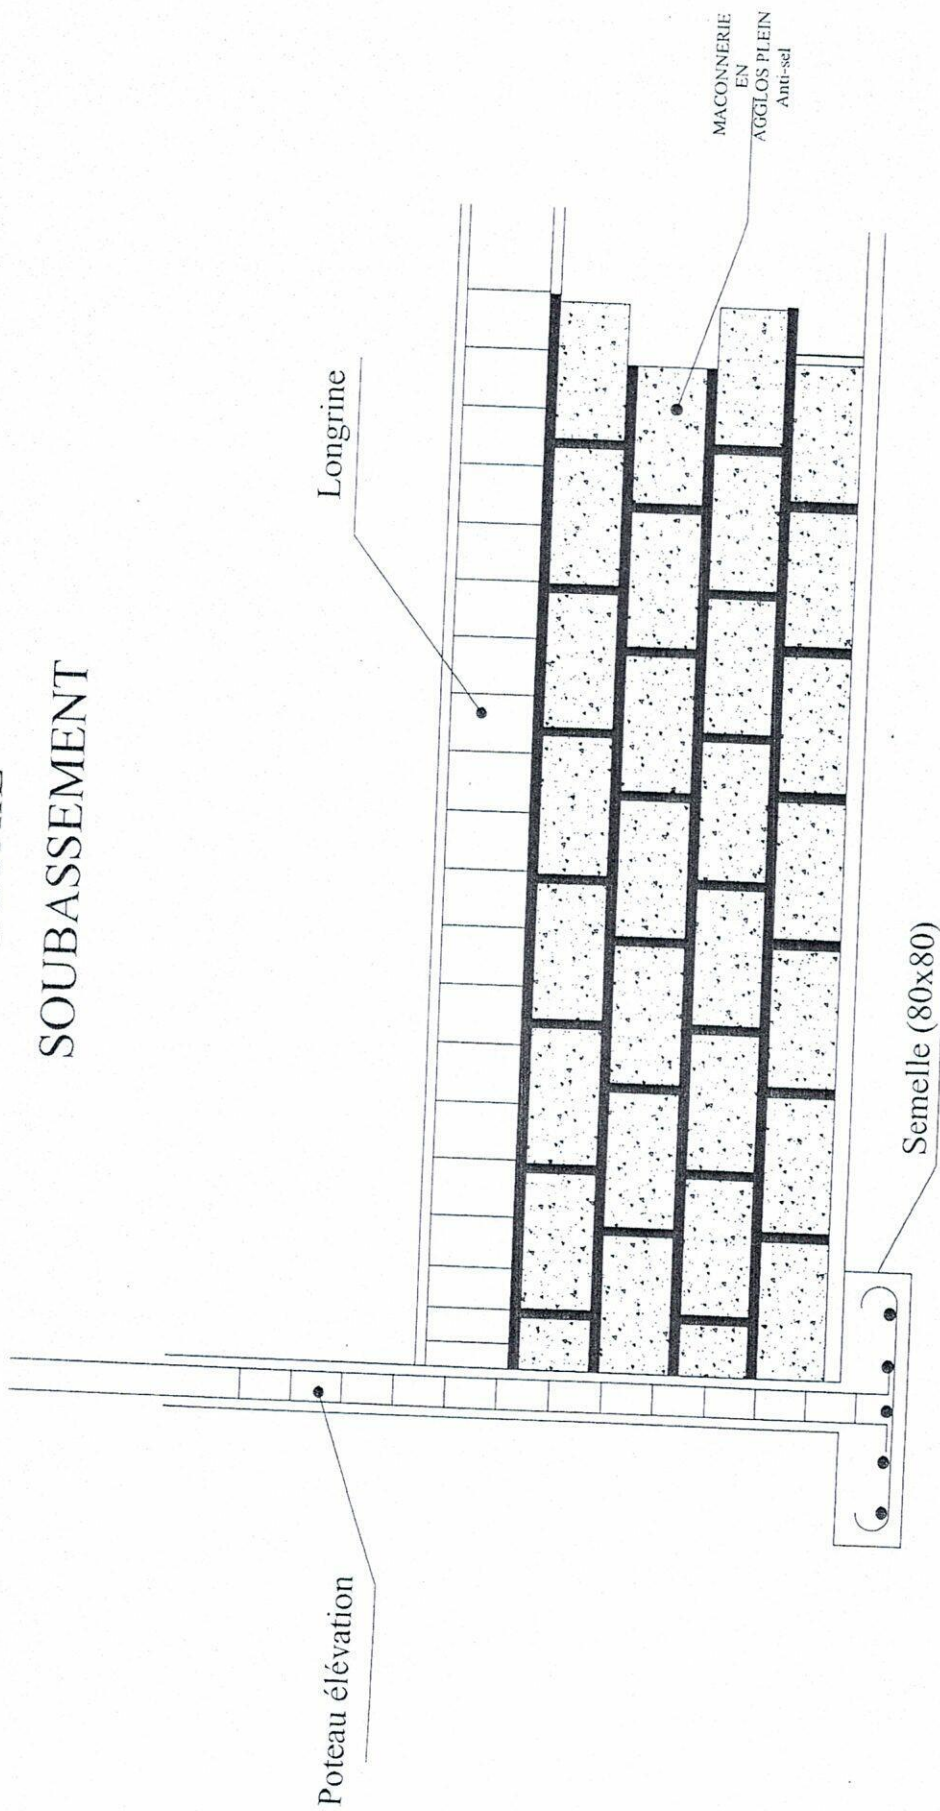 SOUBASSEMENT
Longrine
MACONNERIE
EN
AGGLOS PLEIN
Anti-sel
Poteau élévation
Semelle (80x80)